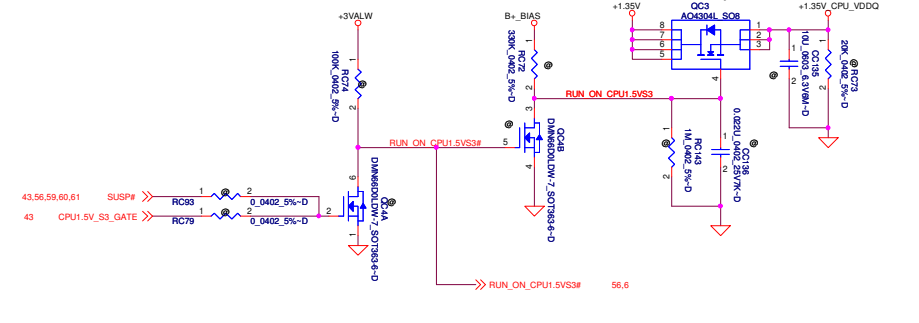 +3VALW
B+_BIAS
+1.35V
QC3
AO4304L_SO8
+1.35V_CPU_VDDQ
8
7
6
5
1
2
3
4
1
2
100K_0402_5%~D
RC74
@
1
2
330K_0402_5%~D
RC72
@
1
2
10U_0603_6.3V6M~D
CC135
@
1
2
20K_0402_5%~D
RC73
@
RUN_ON_CPU1.5VS3
RUN_ON_CPU1.5VS3#
5
3
4
@
QC4B
DMN66D0LDW-7_SOT363-6~D
1
2
@
RC143
1M_0402_5%~D
1
2
0.022U_0402_25V7K~D
CC136
@
43,56,59,60,61
SUSP#
1
@
2
RC93
0_0402_5%~D
43
CPU1.5V_S3_GATE
1
@
2
RC79
0_0402_5%~D
2
6
1
QC4A
@
DMN66D0LDW-7_SOT363-6~D
RUN_ON_CPU1.5VS3#
56,6